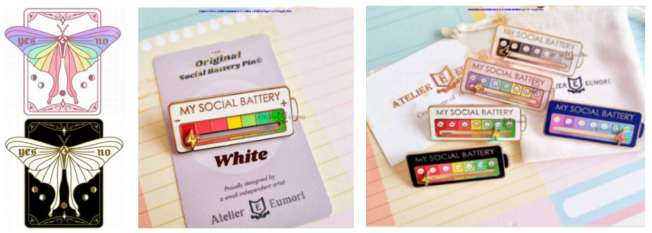 yes no
yes no
THE
Original
Social Battery Pin©
MY SOCIAL BATTERY
- +
White
Proudly designed by
a small independent artist
Atelier E Eumori
MY SOCIAL BATTERY
MY SOCIAL BATTERY
ATELIER E EUMORI
MY SOCIAL BATTERY
MY SOCIAL BATTERY
MY SOCIAL BATTERY